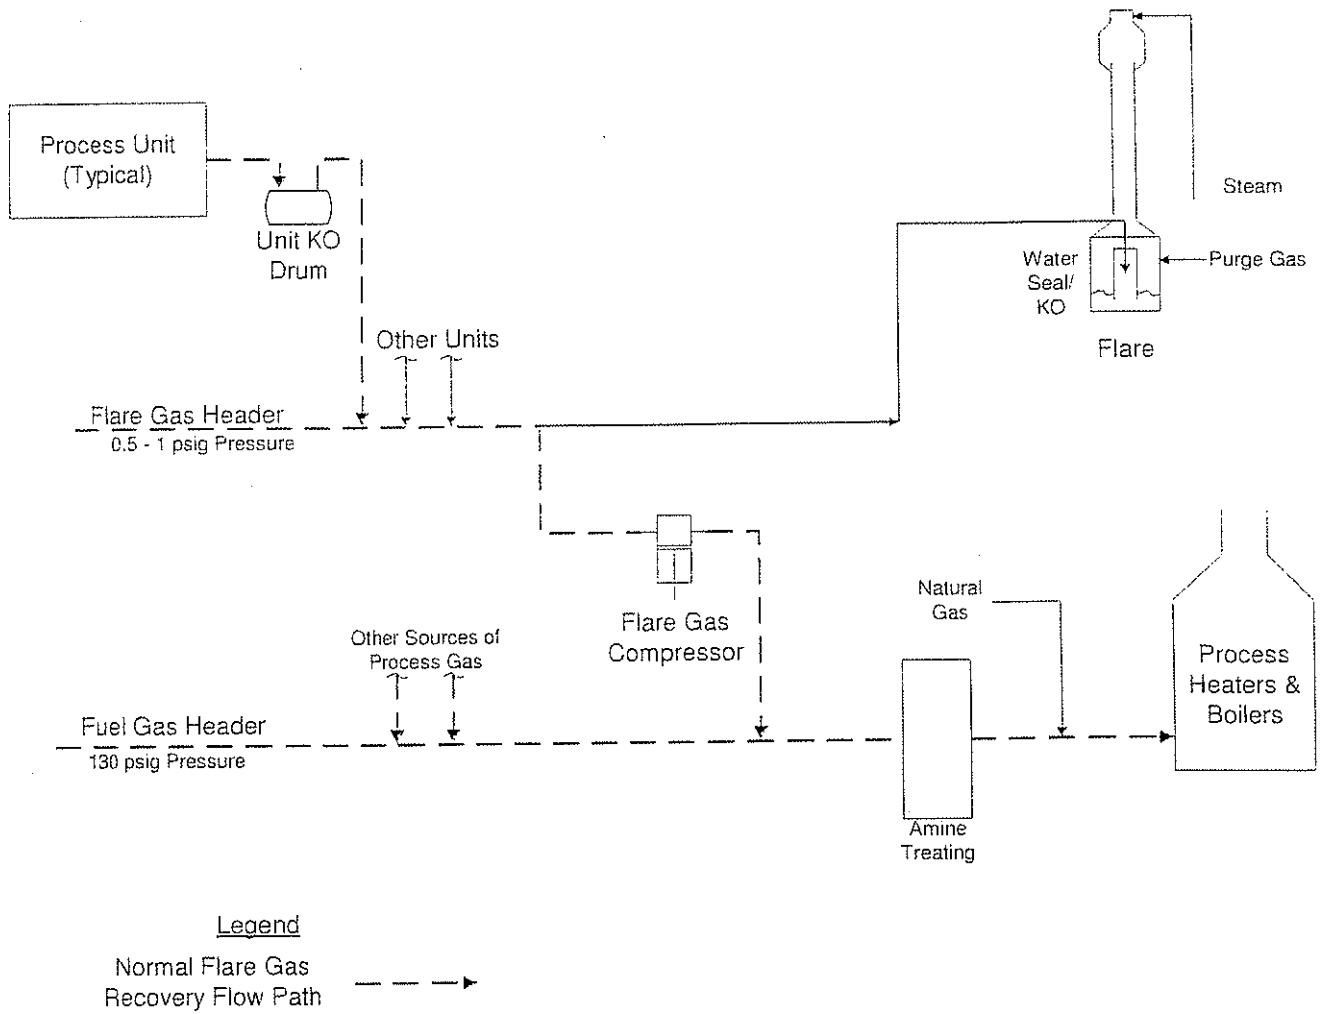 Process Unit
(Typical)
Unit KO
Drum
Steam
Water
Seal/
KO
Purge Gas
Flare
Other Units
Flare Gas Header
0.5 - 1 psig Pressure
Flare Gas
Compressor
Natural
Gas
Other Sources of
Process Gas
Process
Heaters &
Boilers
Fuel Gas Header
130 psig Pressure
Amine
Treating
Legend
Normal Flare Gas
Recovery Flow Path